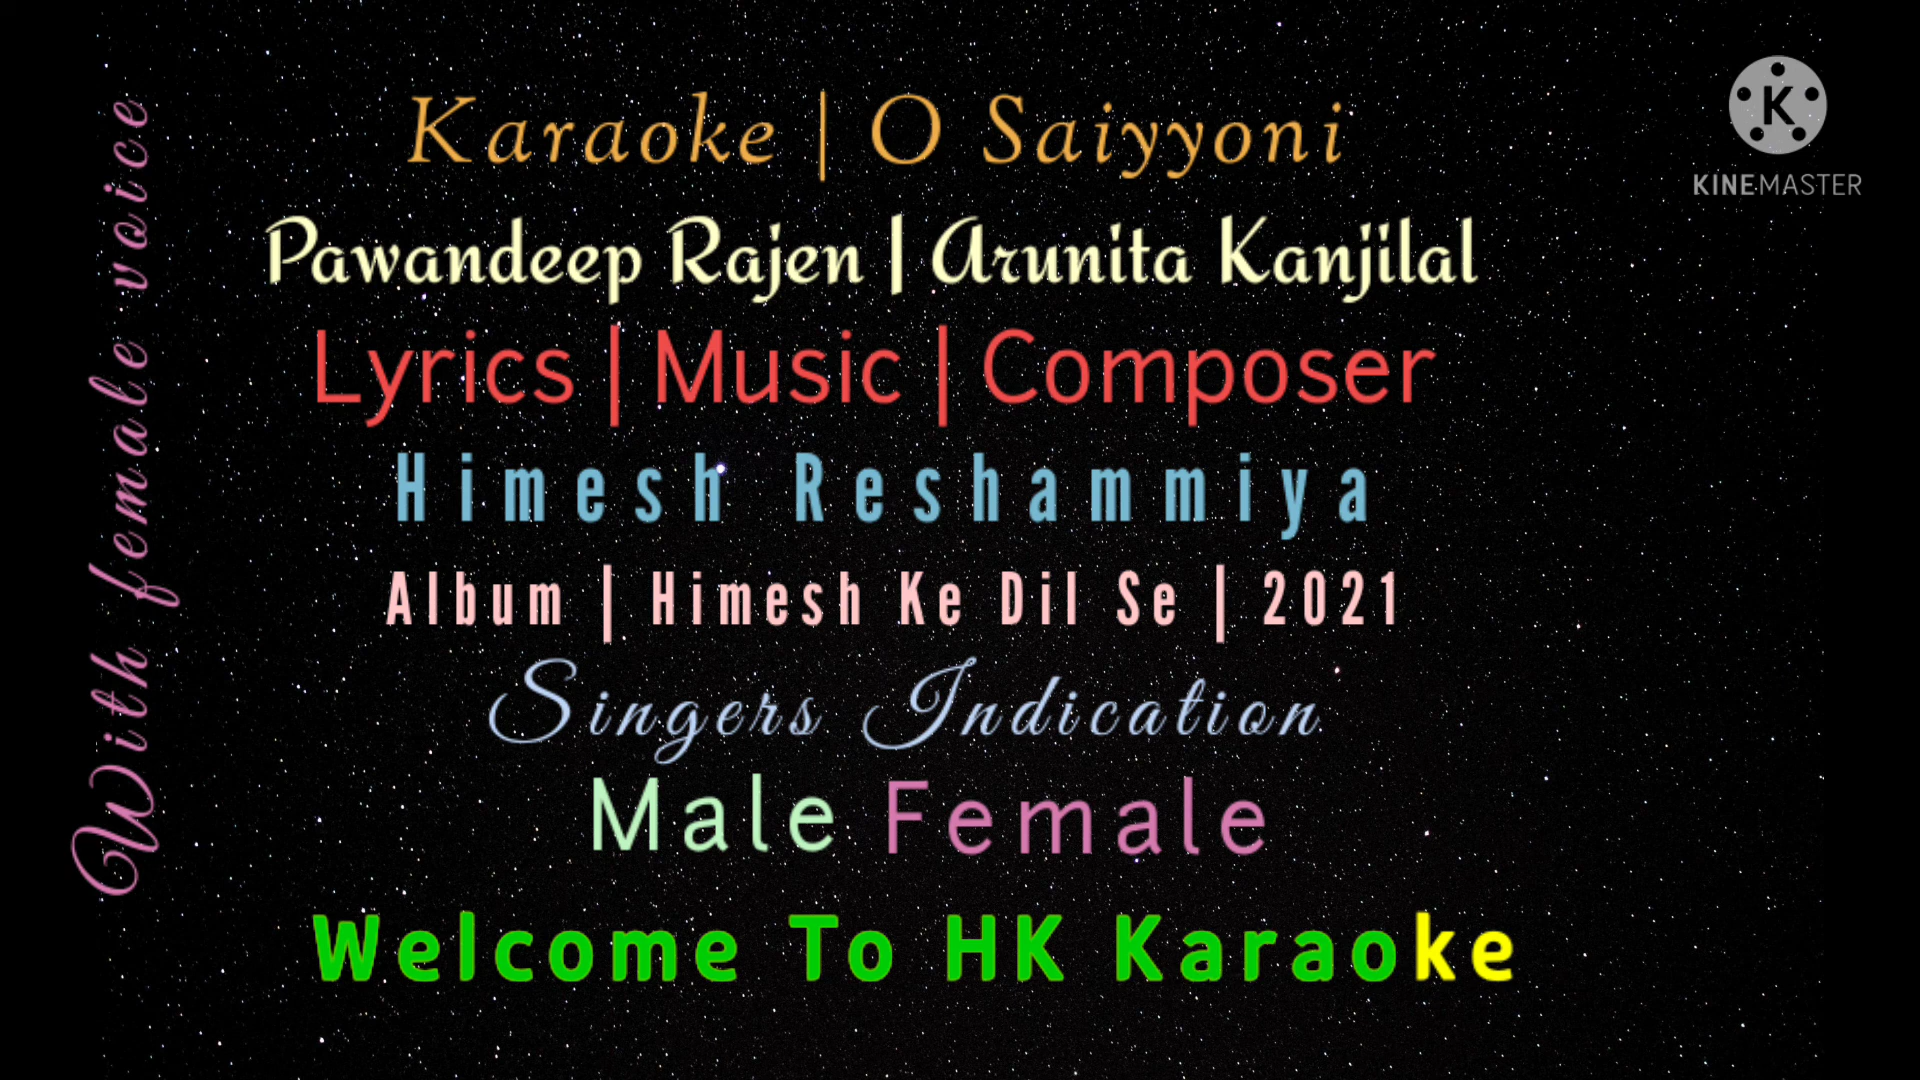 With female voice
Karaoke | O Saiyyoni
Pawandeep Rajen | Arunita Kanjilal
Lyrics | Music | Composer
Himesh Reshammiya
Album | Himesh Ke Dil Se | 2021
Singers Indication
Male Female
Welcome To HK Karaoke
K
KINEMASTER